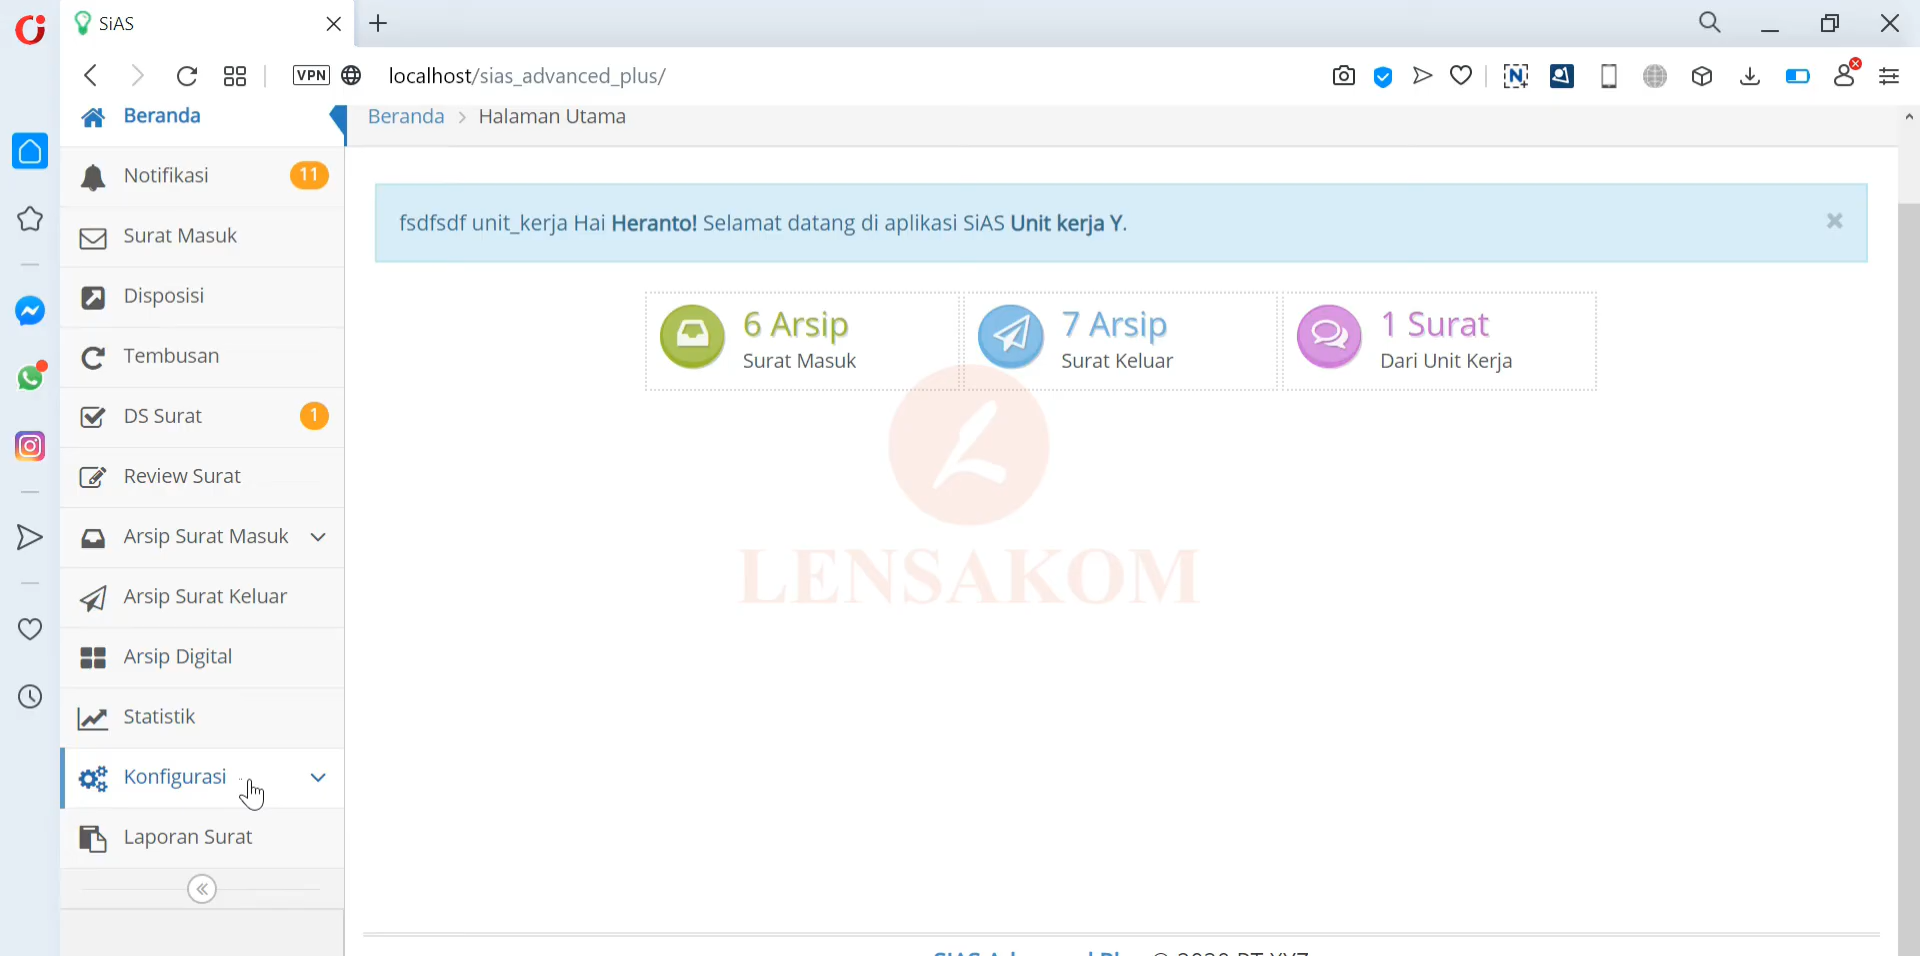 SiAS
VPN
localhost/sias_advanced_plus/
Beranda
Beranda > Halaman Utama
Notifikasi 11
fsdfsdf unit_kerja Hai Heranto! Selamat datang di aplikasi SiAS Unit kerja Y.
Surat Masuk
Disposisi
6 Arsip
Surat Masuk
7 Arsip
Surat Keluar
1 Surat
Dari Unit Kerja
Tembusan
DS Surat 1
Review Surat
Arsip Surat Masuk
LENSAKOM
Arsip Surat Keluar
Arsip Digital
Statistik
Konfigurasi
Laporan Surat